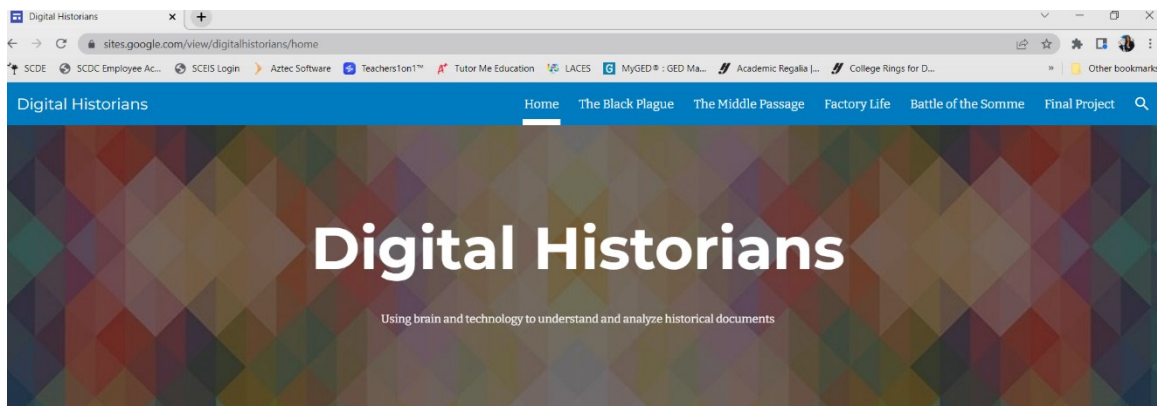 Digital Historians
sites.google.com/view/digitalhistorians/home
SCDE SCDC Employee Ac... SCEIS Login Aztec Software Teachers1on1™ Tutor Me Education LACES MyGED® : GED Ma... Academic Regalia |... College Rings for D... » Other bookmarks
Digital Historians Home The Black Plague The Middle Passage Factory Life Battle of the Somme Final Project
Digital Historians
Using brain and technology to understand and analyze historical documents